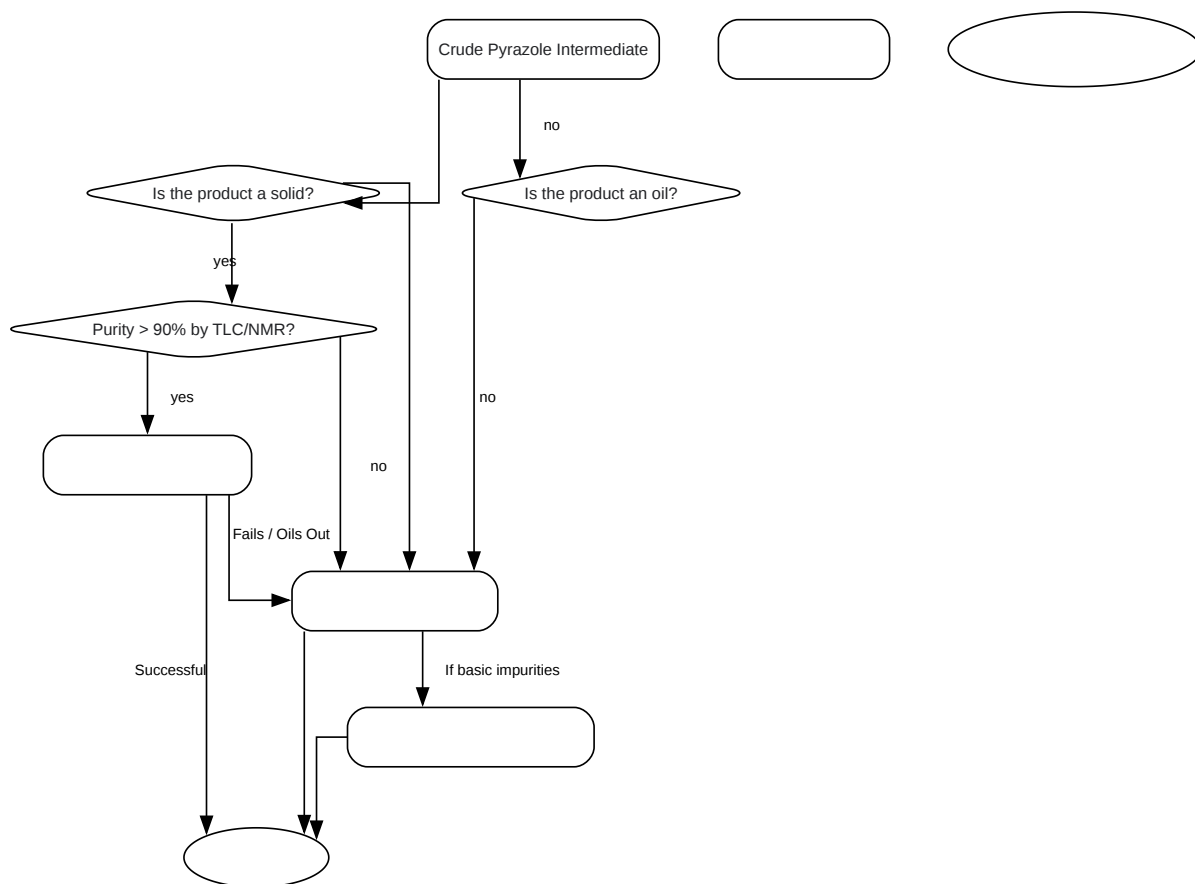 Crude Pyrazole Intermediate
no
Is the product a solid?
Is the product an oil?
yes
Purity > 90% by TLC/NMR?
yes
no
no
Fails / Oils Out
Successful
If basic impurities